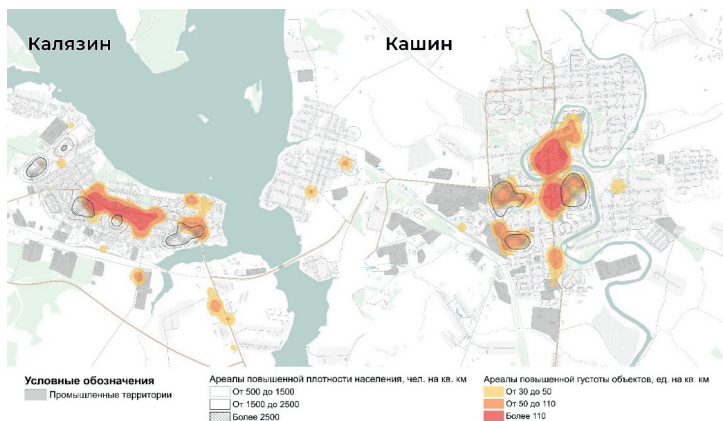 Калязин
Кашин
Условные обозначения
Промышленные территории
Ареалы повышенной плотности населения, чел. на кв. км
От 500 до 1500
От 1500 до 2500
Более 2500
Ареалы повышенной густоты объектов, ед. на кв. км
От 30 до 50
От 50 до 110
Более 110